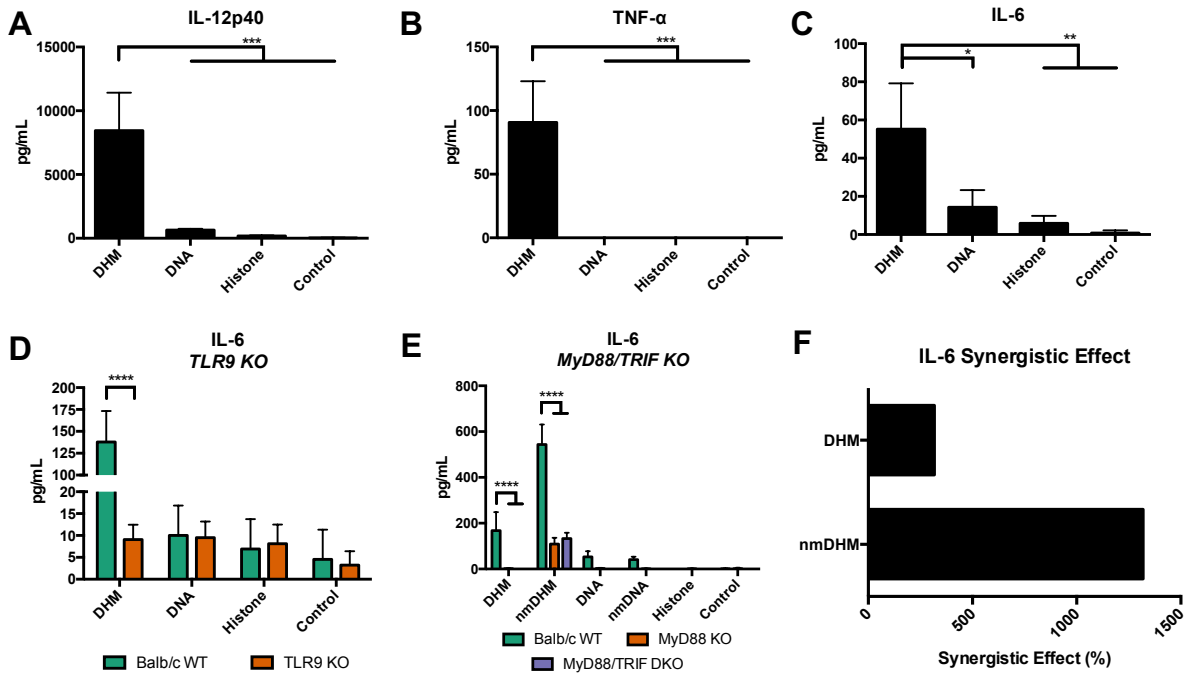 A
IL-12p40
***
15000
10000
5000
0
pg/mL
DHM
DNA
Histone
Control
B
TNF-α
***
150
100
50
0
pg/mL
DHM
DNA
Histone
Control
C
IL-6
**
*
100
80
60
40
20
0
pg/mL
DHM
DNA
Histone
Control
D
IL-6
TLR9 KO
****
200
175
150
125
100
75
50
25
10
5
0
pg/mL
DHM
DNA
Histone
Control
Balb/c WT
TLR9 KO
E
IL-6
MyD88/TRIF KO
****
****
800
600
400
200
0
pg/mL
DHM
nmDHM
DNA
nmDNA
Histone
Control
Balb/c WT
MyD88 KO
MyD88/TRIF DKO
F
IL-6 Synergistic Effect
DHM
nmDHM
0
500
1000
1500
Synergistic Effect (%)